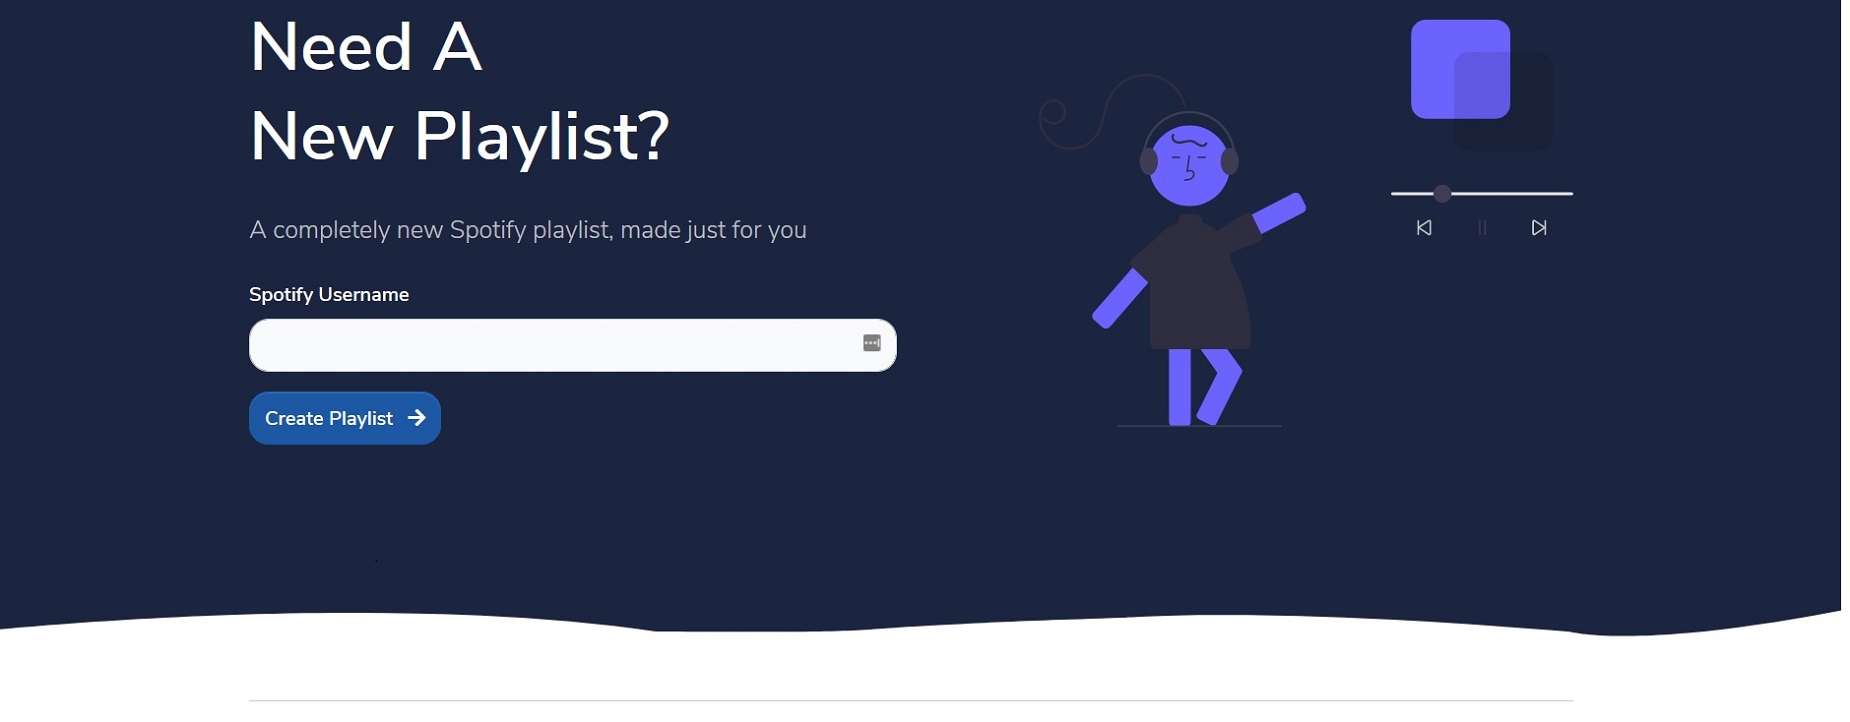 Need A
New Playlist?
A completely new Spotify playlist, made just for you
Spotify Username
Create Playlist